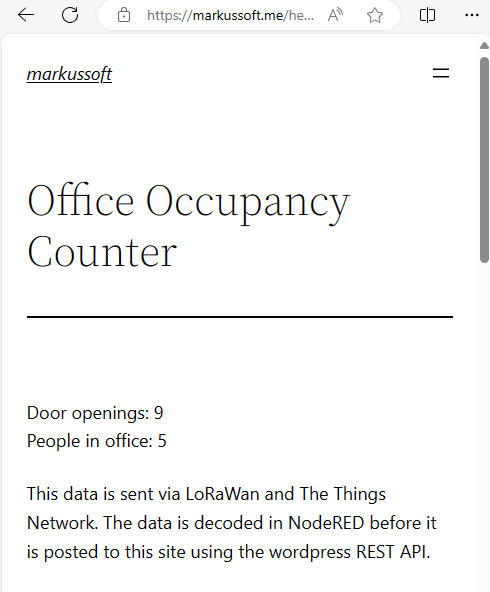 https://markussoft.me/he...
markussoft
Office Occupancy
Counter
Door openings: 9
People in office: 5
This data is sent via LoRaWan and The Things
Network. The data is decoded in NodeRED before it
is posted to this site using the wordpress REST API.